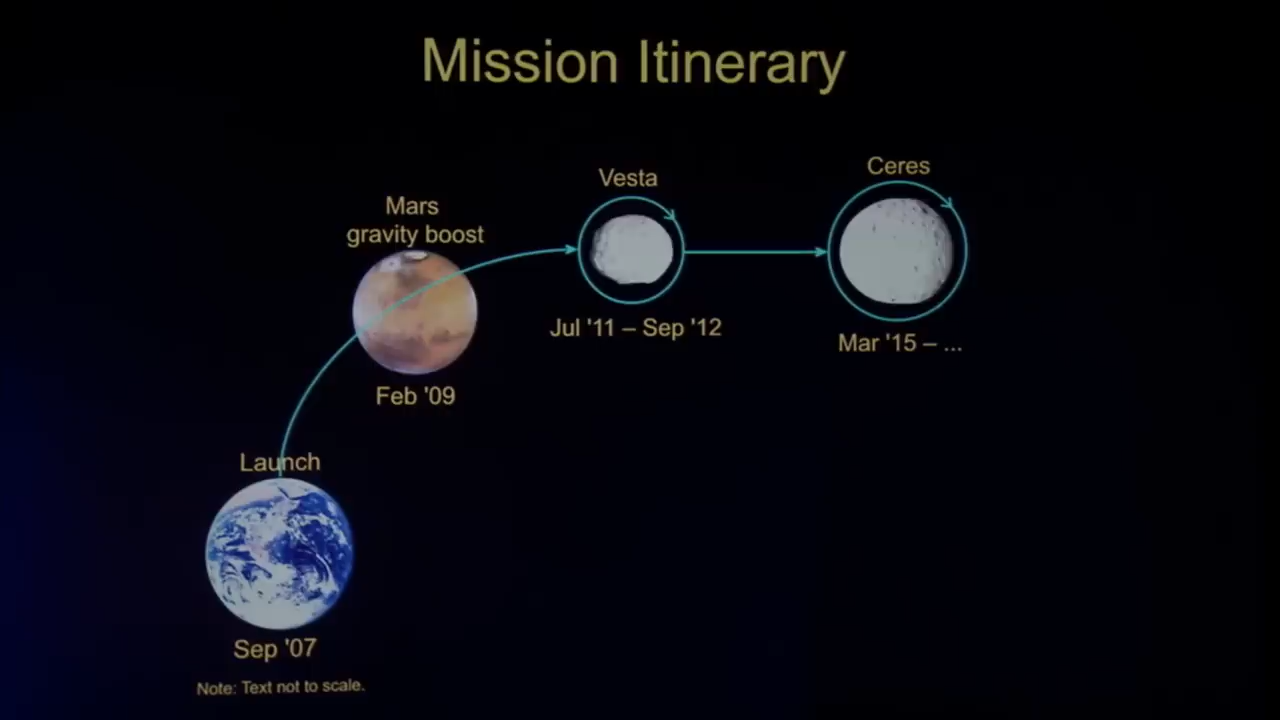 Mission Itinerary
Ceres
Vesta
Mars
gravity boost
Jul '11 – Sep '12
Mar '15 – ...
Feb '09
Launch
Sep '07
Note: Text not to scale.